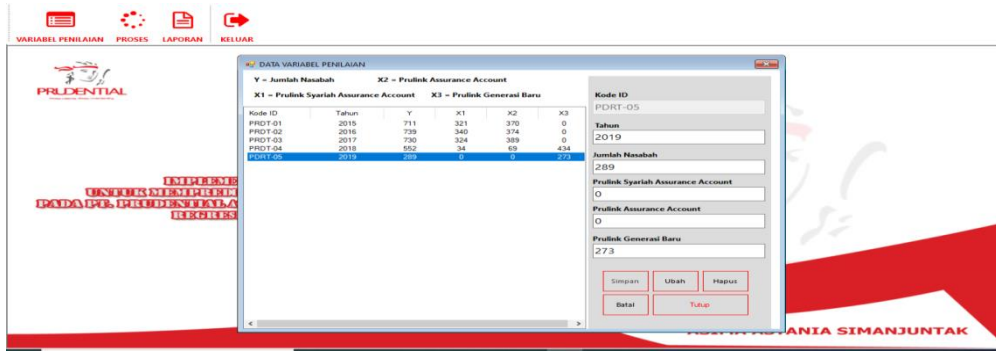 VARIABEL PENILAIAN PROSES LAPORAN KELUAR
PRUDENTIAL
IMPLEME
UNTUK MEMPREDI
PADA PT. PRUDENTIAL A
REGRES
DATA VARIABEL PENILAIAN
Y = Jumlah Nasabah X2 = Prulink Assurance Account
X1 = Prulink Syariah Assurance Account X3 = Prulink Generasi Baru
Kode ID Tahun Y X1 X2 X3
PRDT-01 2015 711 321 370 0
PRDT-02 2016 739 340 374 0
PRDT-03 2017 730 324 389 0
PRDT-04 2018 552 34 69 434
PDRT-05 2019 289 0 0 273
Kode ID
PDRT-05
Tahun
2019
Jumlah Nasabah
289
Prulink Syariah Assurance Account
0
Prulink Assurance Account
0
Prulink Generasi Baru
273
Simpan Ubah Hapus
Batal Tutup
SIMANJUNTAK